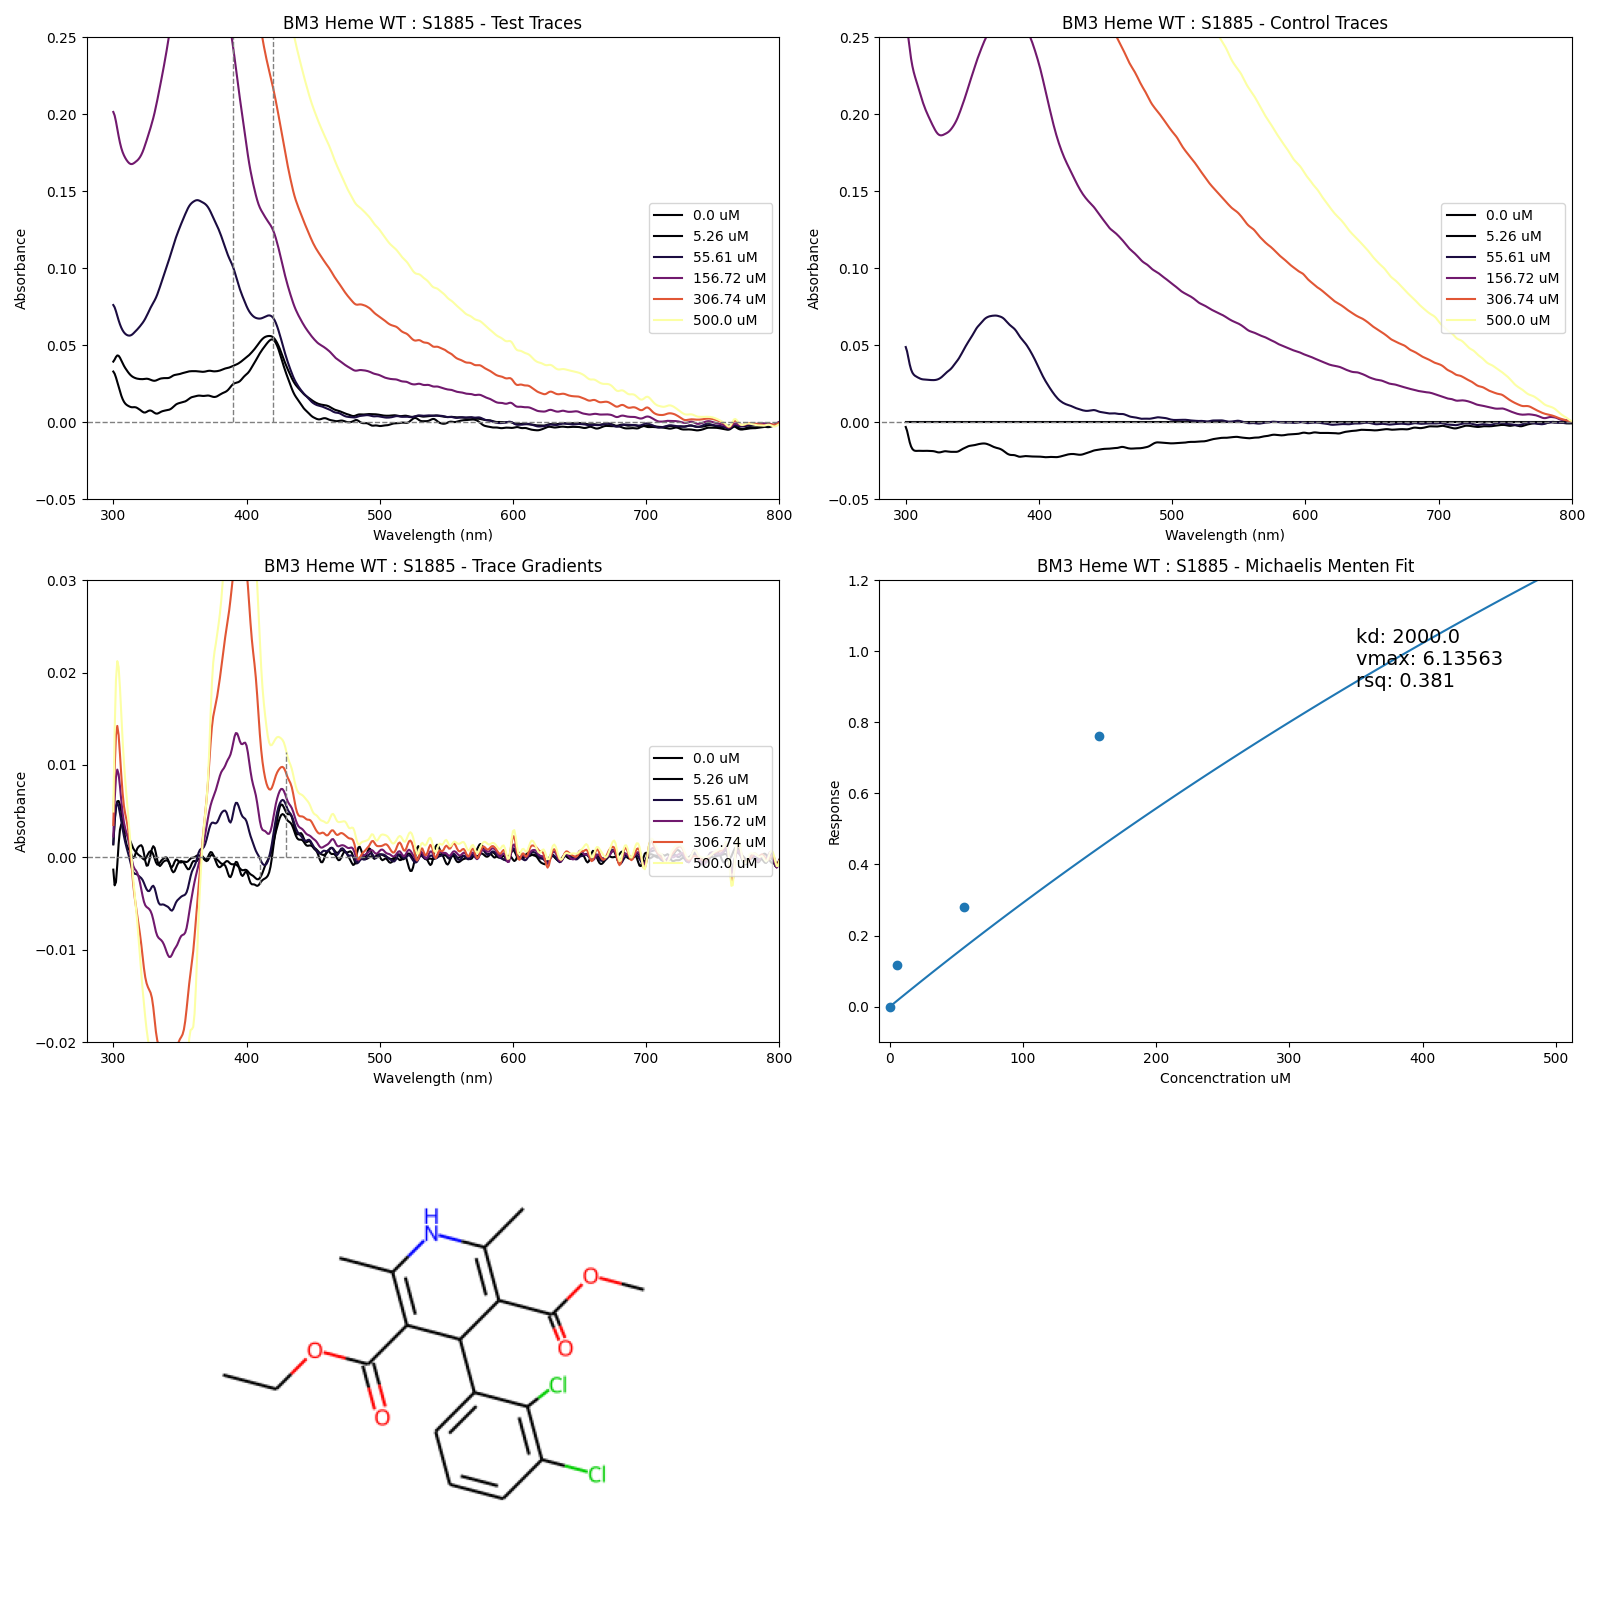 BM3 Heme WT : S1885 - Test Traces
Absorbance
0.25
0.20
0.15
0.10
0.05
0.00
−0.05
300
400
500
600
700
800
Wavelength (nm)
0.0 uM
5.26 uM
55.61 uM
156.72 uM
306.74 uM
500.0 uM
BM3 Heme WT : S1885 - Control Traces
Absorbance
0.25
0.20
0.15
0.10
0.05
0.00
−0.05
300
400
500
600
700
800
Wavelength (nm)
0.0 uM
5.26 uM
55.61 uM
156.72 uM
306.74 uM
500.0 uM
BM3 Heme WT : S1885 - Trace Gradients
Absorbance
0.03
0.02
0.01
0.00
−0.01
−0.02
300
400
500
600
700
800
Wavelength (nm)
0.0 uM
5.26 uM
55.61 uM
156.72 uM
306.74 uM
500.0 uM
BM3 Heme WT : S1885 - Michaelis Menten Fit
Response
1.2
1.0
0.8
0.6
0.4
0.2
0.0
0
100
200
300
400
500
Concenctration uM
kd: 2000.0
vmax: 6.13563
rsq: 0.381
H
N
O
O
O
O
Cl
Cl